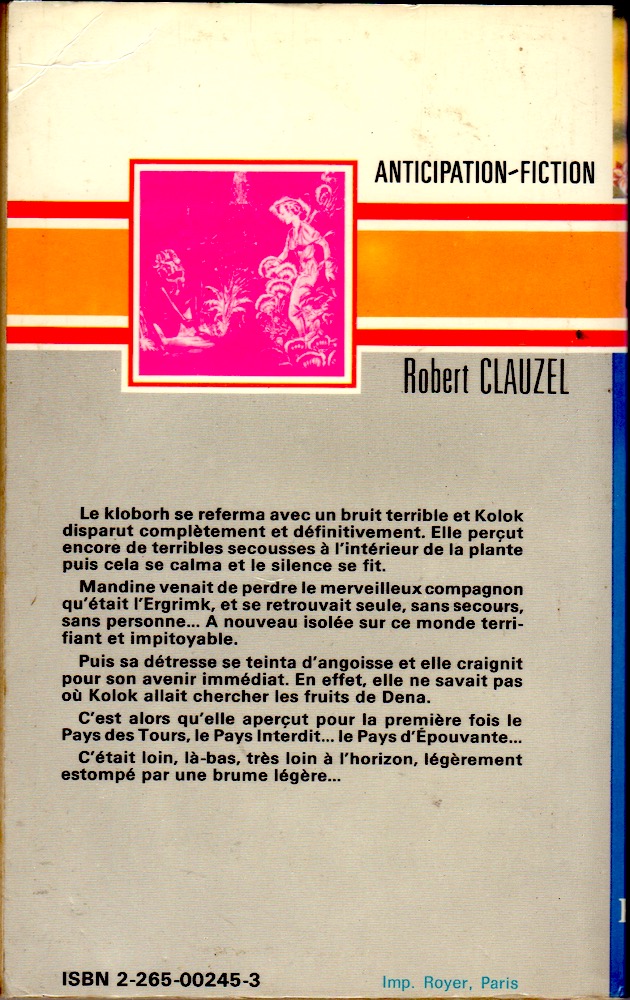 ANTICIPATION-FICTION
Robert CLAUZEL
Le kloborh se referma avec un bruit terrible et Kolok
disparut complètement et définitivement. Elle perçut
encore de terribles secousses à l'intérieur de la plante
puis cela se calma et le silence se fit.
Mandine venait de perdre le merveilleux compagnon
qu'était l'Ergrimk, et se retrouvait seule, sans secours,
sans personne... A nouveau isolée sur ce monde terri-
fiant et impitoyable.
Puis sa détresse se teinta d'angoisse et elle craignit
pour son avenir immédiat. En effet, elle ne savait pas
où Kolok allait chercher les fruits de Dena.
C'est alors qu'elle aperçut pour la première fois le
Pays des Tours, le Pays Interdit... le Pays d'Épouvante...
C'était loin, là-bas, très loin à l'horizon, légèrement
estompé par une brume légère...
ISBN 2-265-00245-3
Imp. Royer, Paris